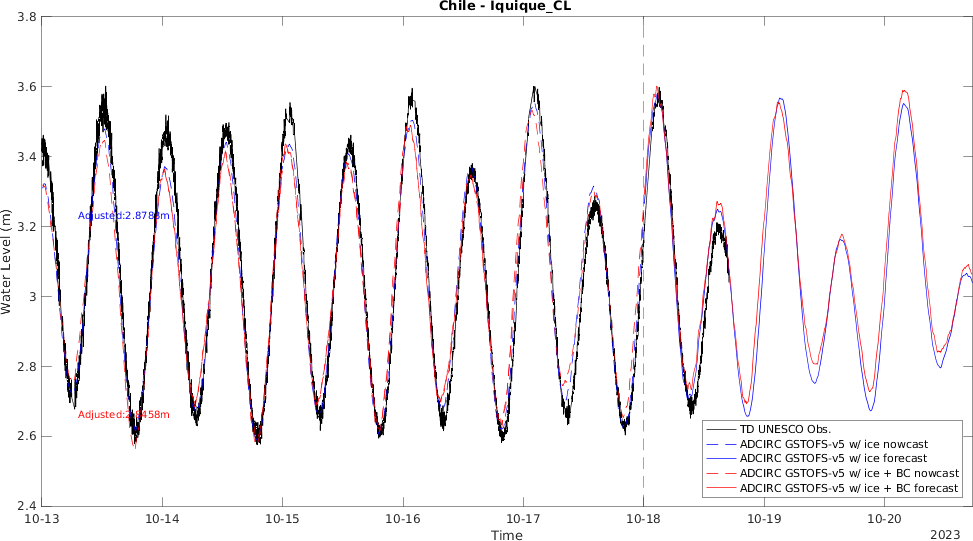 Chile - Iquique_CL
3.8
3.6
3.4
3.2
3
2.8
2.6
2.4
Water Level (m)
Adjusted:2.8783m
Adjusted:2.8458m
TD UNESCO Obs.
ADCIRC GSTOFS-v5 w/ ice nowcast
ADCIRC GSTOFS-v5 w/ ice forecast
ADCIRC GSTOFS-v5 w/ ice + BC nowcast
ADCIRC GSTOFS-v5 w/ ice + BC forecast
10-13 10-14 10-15 10-16 10-17 10-18 10-19 10-20
Time
2023